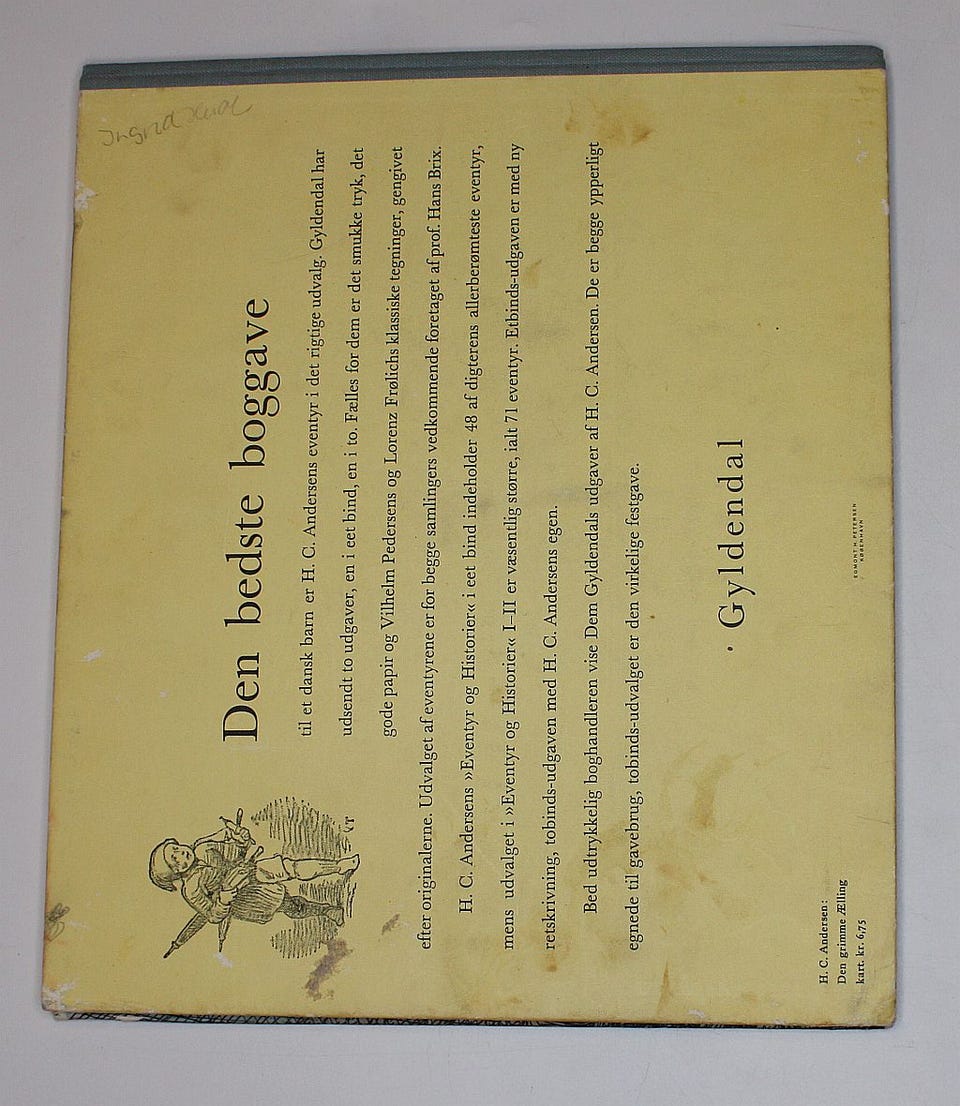 Ingrid
Den bedste boggave
til et dansk barn er H. C. Andersens eventyr i det rigtige udvalg. Gyldendal har
udsendt to udgaver, en i eet bind, en i to. Fælles for dem er det smukke tryk, det
gode papir og Vilhelm Pedersens og Lorenz Frølichs klassiske tegninger, gengivet
efter originalerne. Udvalget af eventyrene er for begge samlingers vedkommende foretaget af prof. Hans Brix.
H. C. Andersens »Eventyr og Historier« i eet bind indeholder 48 af digterens allerberømteste eventyr,
mens udvalget i »Eventyr og Historier« I–II er væsentlig større, ialt 71 eventyr. Etbinds-udgaven er med ny
retskrivning, tobinds-udgaven med H. C. Andersens egen.
Bed udtrykkelig boghandleren vise Dem Gyldendals udgaver af H. C. Andersen. De er begge ypperligt
egnede til gavebrug, tobinds-udvalget er den virkelige festgave.
Gyldendal
EGMONT H. PETERSEN
KØBENHAVN
H. C. Andersen:
Den grimme Ælling
kart. kr. 6,75